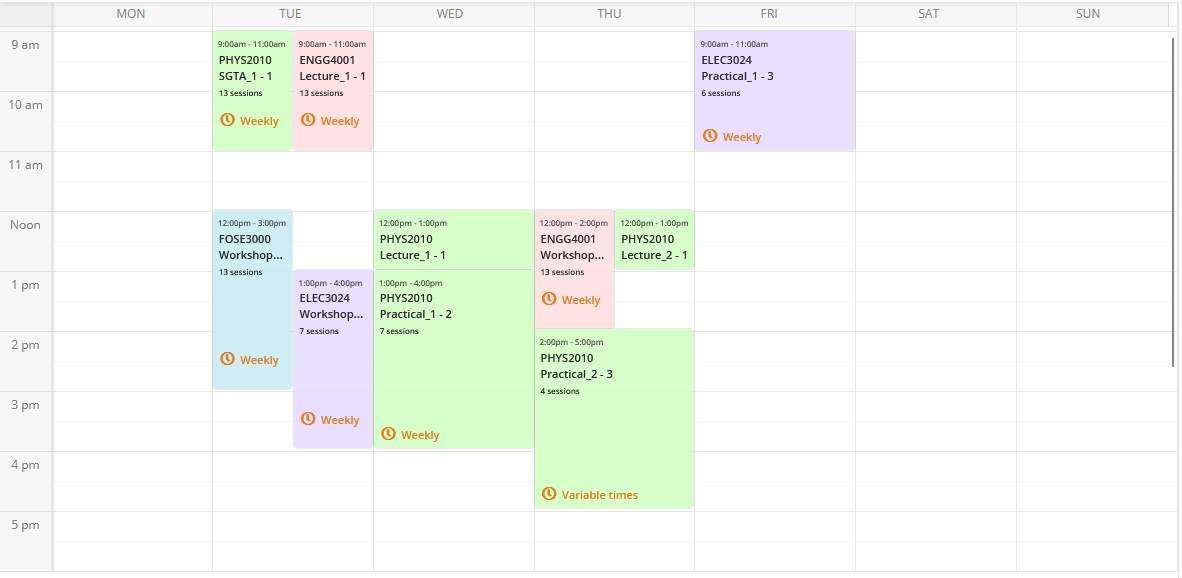 MON TUE WED THU FRI SAT SUN
9 am
9:00am - 11:00am
PHYS2010
SGTA_1 - 1
13 sessions
Weekly
9:00am - 11:00am
ENGG4001
Lecture_1 - 1
13 sessions
Weekly
9:00am - 11:00am
ELEC3024
Practical_1 - 3
6 sessions
Weekly
10 am
11 am
Noon
12:00pm - 3:00pm
FOSE3000
Workshop...
13 sessions
Weekly
12:00pm - 1:00pm
PHYS2010
Lecture_1 - 1
12:00pm - 2:00pm
ENGG4001
Workshop...
13 sessions
Weekly
12:00pm - 1:00pm
PHYS2010
Lecture_2 - 1
1 pm
1:00pm - 4:00pm
ELEC3024
Workshop...
7 sessions
Weekly
1:00pm - 4:00pm
PHYS2010
Practical_1 - 2
7 sessions
Weekly
2 pm
2:00pm - 5:00pm
PHYS2010
Practical_2 - 3
4 sessions
Variable times
3 pm
4 pm
5 pm